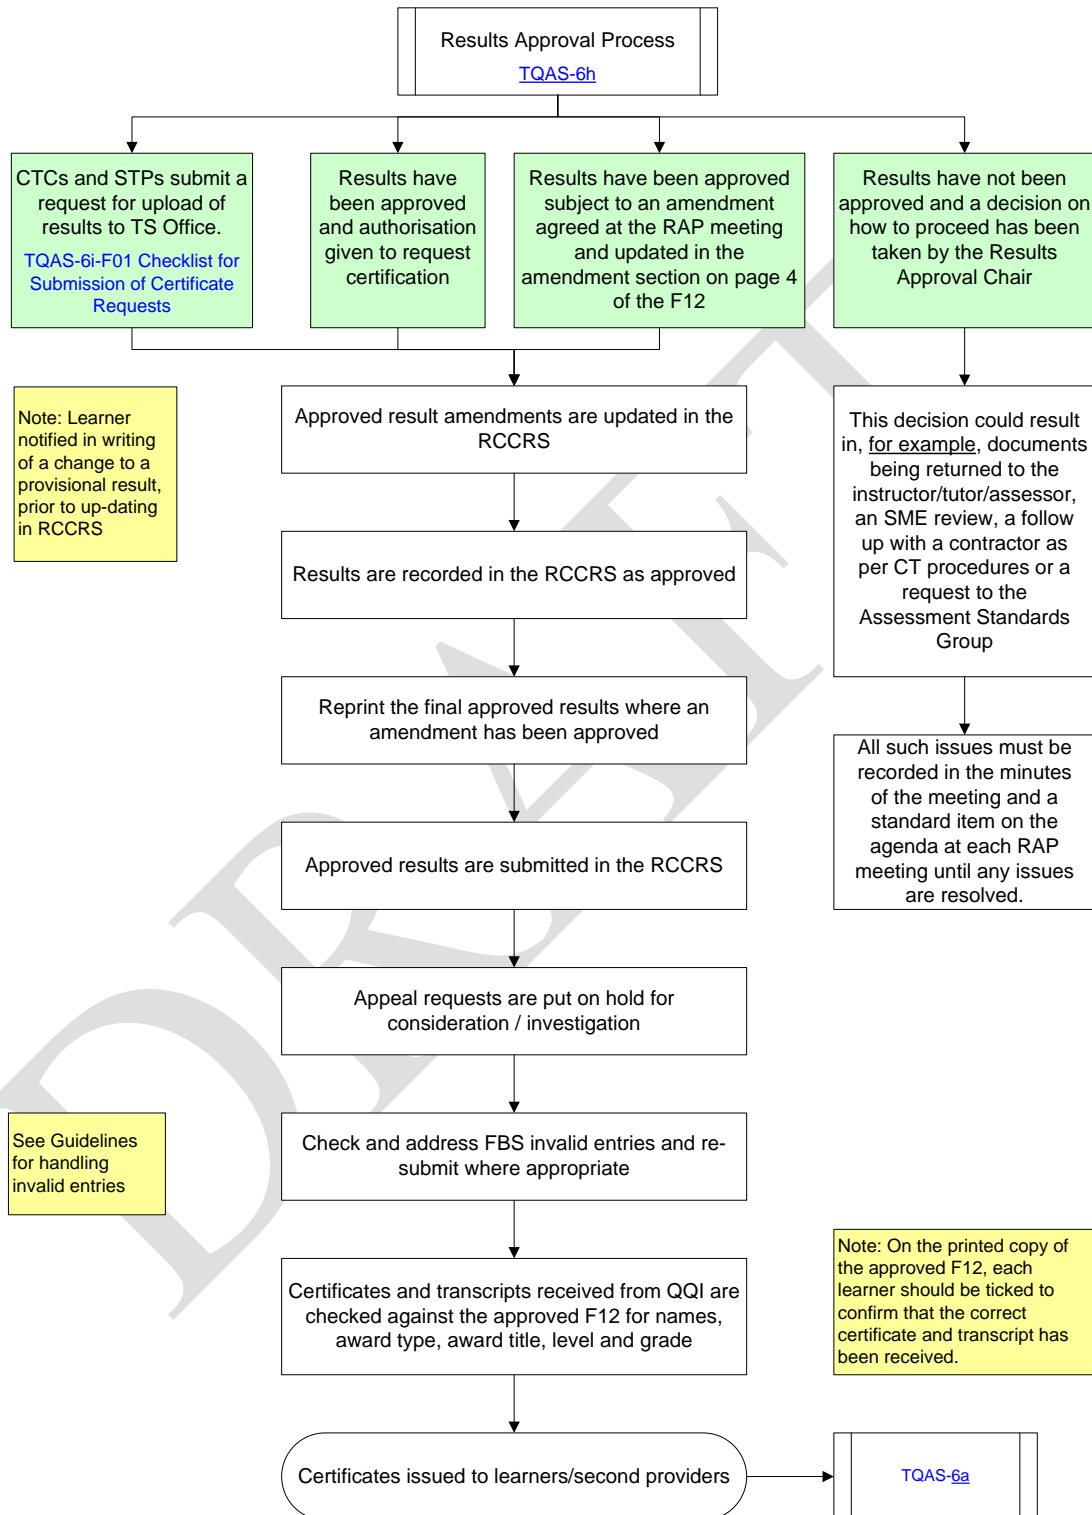 Results Approval Process
TQAS-6h
CTCs and STPs submit a
request for upload of
results to TS Office.
TQAS-6i-F01 Checklist for
Submission of Certificate
Requests
Results have
been approved
and authorisation
given to request
certification
Results have been approved
subject to an amendment
agreed at the RAP meeting
and updated in the
amendment section on page 4
of the F12
Results have not been
approved and a decision on
how to proceed has been
taken by the Results
Approval Chair
Note: Learner
notified in writing
of a change to a
provisional result,
prior to up-dating
in RCCRS
Approved result amendments are updated in the
RCCRS
This decision could result
in, for example, documents
being returned to the
instructor/tutor/assessor,
an SME review, a follow
up with a contractor as
per CT procedures or a
request to the
Assessment Standards
Group
Results are recorded in the RCCRS as approved
Reprint the final approved results where an
amendment has been approved
All such issues must be
recorded in the minutes
of the meeting and a
standard item on the
agenda at each RAP
meeting until any issues
are resolved.
Approved results are submitted in the RCCRS
Appeal requests are put on hold for
consideration / investigation
See Guidelines
for handling
invalid entries
Check and address FBS invalid entries and re-
submit where appropriate
Certificates and transcripts received from QQI are
checked against the approved F12 for names,
award type, award title, level and grade
Note: On the printed copy of
the approved F12, each
learner should be ticked to
confirm that the correct
certificate and transcript has
been received.
Certificates issued to learners/second providers
TQAS-6a
DRAFT